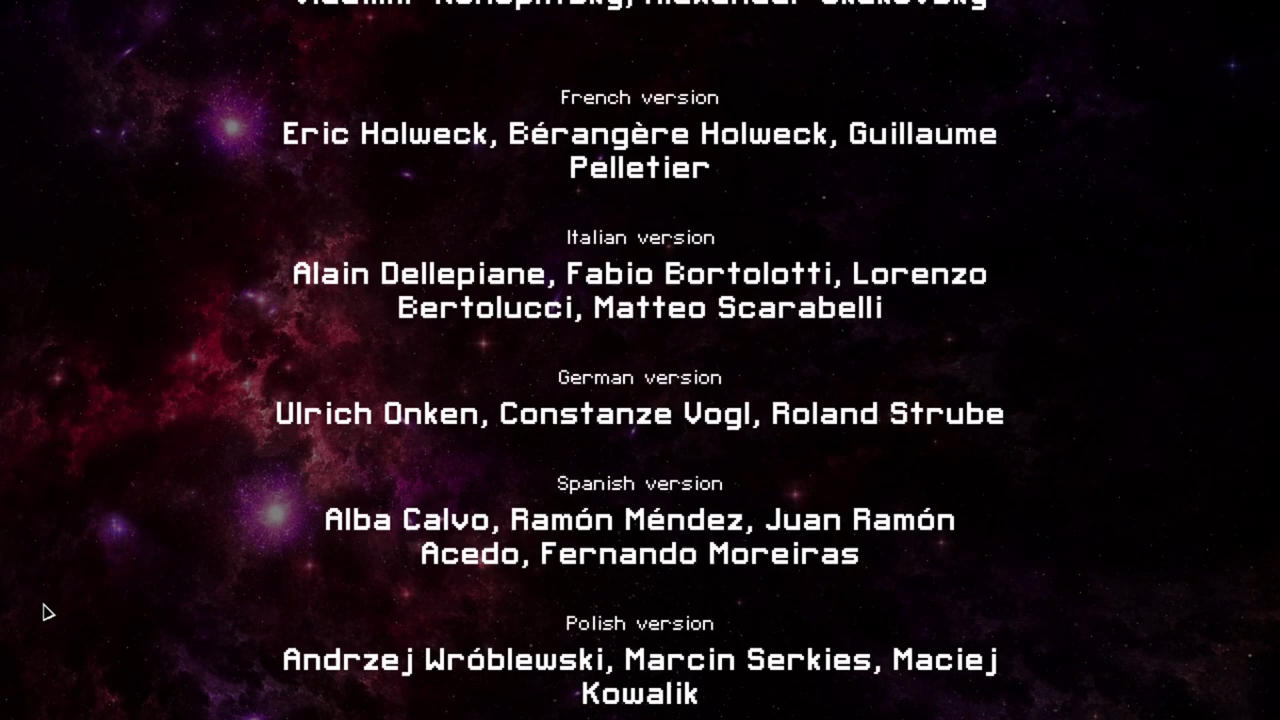 French version
Eric Holweck, Bérangère Holweck, Guillaume
Pelletier
Italian version
Alain Dellepiane, Fabio Bortolotti, Lorenzo
Bertolucci, Matteo Scarabelli
German version
Ulrich Onken, Constanze Vogl, Roland Strube
Spanish version
Alba Calvo, Ramón Méndez, Juan Ramón
Acedo, Fernando Moreiras
Polish version
Andrzej Wróblewski, Marcin Serkies, Maciej
Kowalik